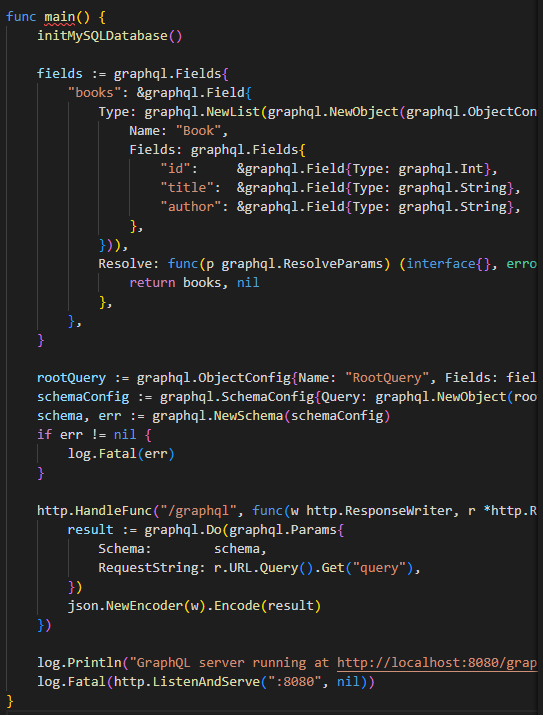 func main() {
    initMySQLDatabase()

    fields := graphql.Fields{
        "books": &graphql.Field{
            Type: graphql.NewList(graphql.NewObject(graphql.ObjectCon
                Name: "Book",
                Fields: graphql.Fields{
                    "id":     &graphql.Field{Type: graphql.Int},
                    "title":  &graphql.Field{Type: graphql.String},
                    "author": &graphql.Field{Type: graphql.String},
                },
            })),
            Resolve: func(p graphql.ResolveParams) (interface{}, erro
                return books, nil
            },
        },
    }

    rootQuery := graphql.ObjectConfig{Name: "RootQuery", Fields: fiel
    schemaConfig := graphql.SchemaConfig{Query: graphql.NewObject(roo
    schema, err := graphql.NewSchema(schemaConfig)
    if err != nil {
        log.Fatal(err)
    }

    http.HandleFunc("/graphql", func(w http.ResponseWriter, r *http.R
        result := graphql.Do(graphql.Params{
            Schema:        schema,
            RequestString: r.URL.Query().Get("query"),
        })
        json.NewEncoder(w).Encode(result)
    })

    log.Println("GraphQL server running at http://localhost:8080/grap
    log.Fatal(http.ListenAndServe(":8080", nil))
}